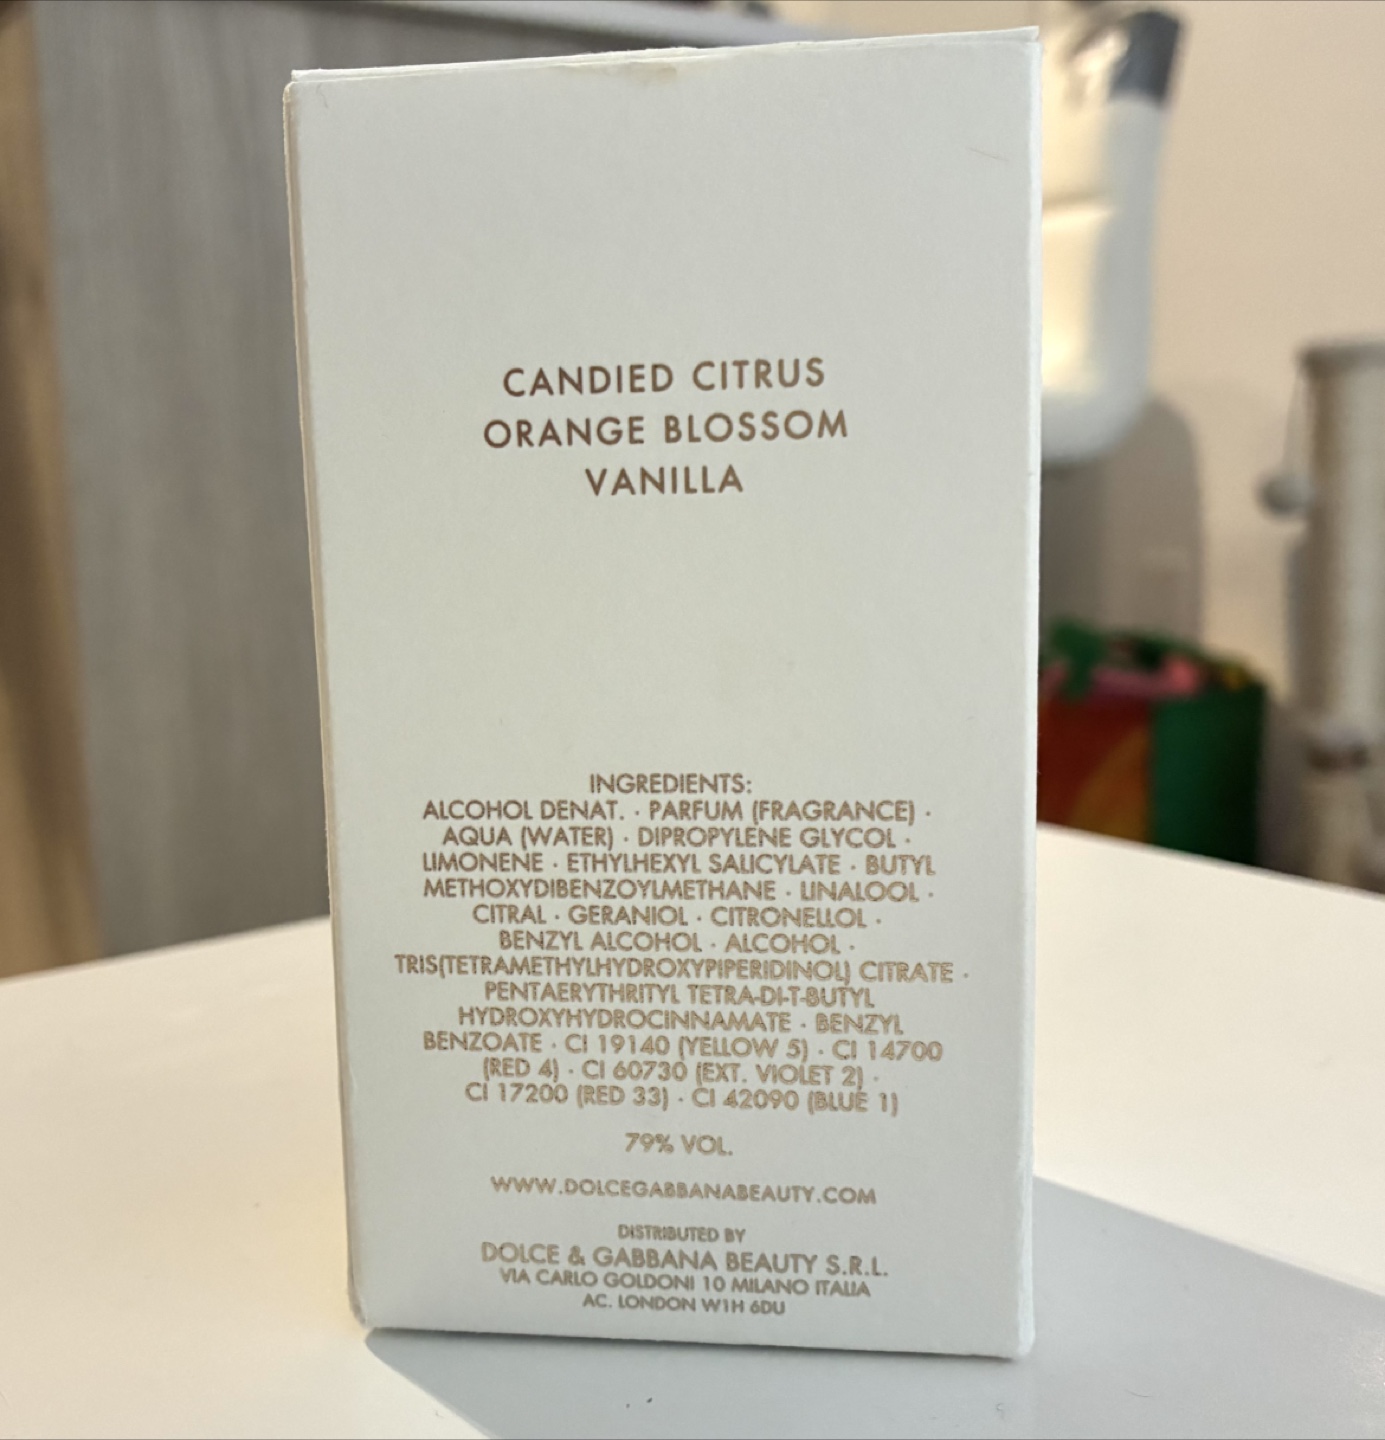 CANDIED CITRUS
ORANGE BLOSSOM
VANILLA
INGREDIENTS:
ALCOHOL DENAT. · PARFUM (FRAGRANCE) ·
AQUA (WATER) · DIPROPYLENE GLYCOL ·
LIMONENE · ETHYLHEXYL SALICYLATE · BUTYL
METHOXYDIBENZOYLMETHANE · LINALOOL ·
CITRAL · GERANIOL · CITRONELLOL ·
BENZYL ALCOHOL · ALCOHOL ·
TRIS(TETRAMETHYLHYDROXYPIPERIDINOL) CITRATE ·
PENTAERYTHRITYL TETRA-DI-T-BUTYL
HYDROXYHYDROCINNAMATE · BENZYL
BENZOATE · CI 19140 (YELLOW 5) · CI 14700
(RED 4) · CI 60730 (EXT. VIOLET 2) ·
CI 17200 (RED 33) · CI 42090 (BLUE 1)
79% VOL.
WWW.DOLCEGABBANABEAUTY.COM
DISTRIBUTED BY
DOLCE & GABBANA BEAUTY S.R.L.
VIA CARLO GOLDONI 10 MILANO ITALIA
AC. LONDON W1H 6DU